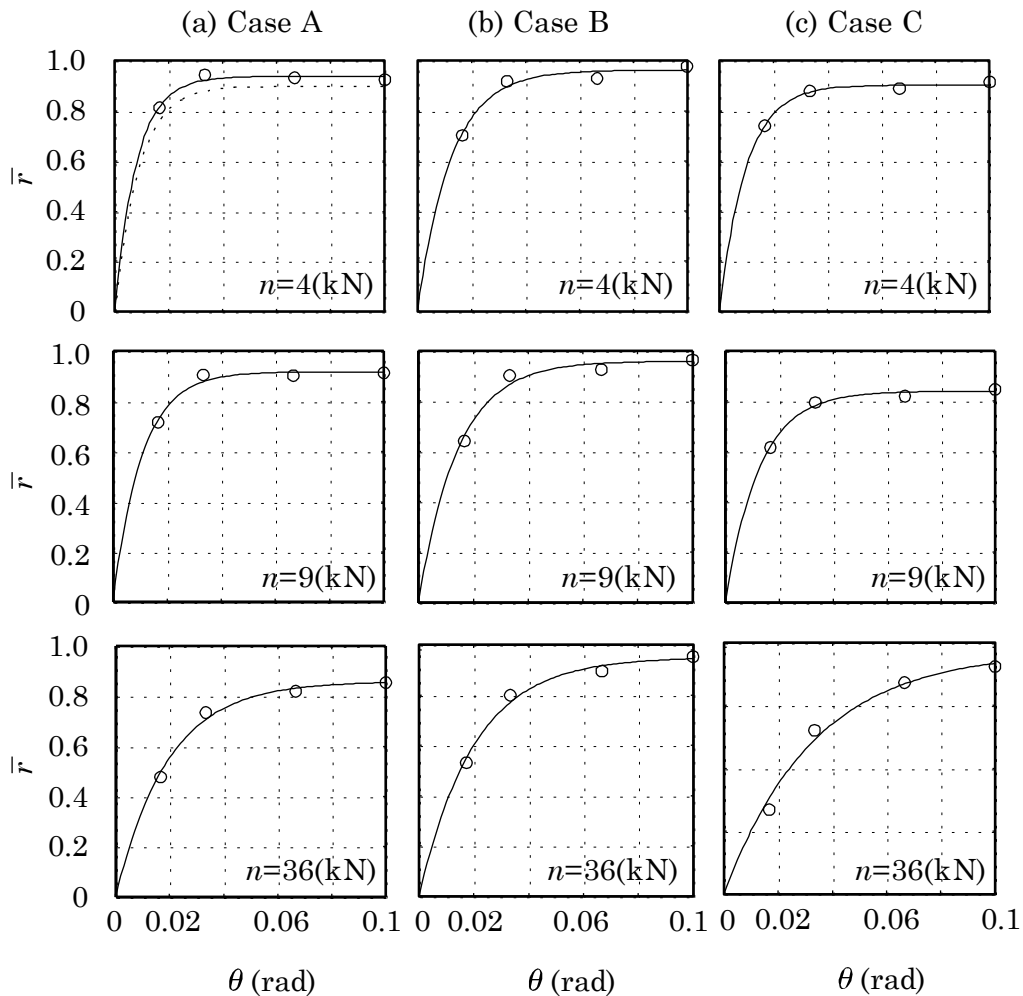 (a) Case A (b) Case B (c) Case C
1.0
0.8
0.6
r̅
0.4
0.2
n=4(kN) n=4(kN) n=4(kN)
0
1.0
0.8
0.6
r̅
0.4
0.2
n=9(kN) n=9(kN) n=9(kN)
0
1.0
0.8
0.6
r̅
0.4
0.2
n=36(kN) n=36(kN) n=36(kN)
0
0 0.02 0.06 0.1 0 0.02 0.06 0.1 0 0.02 0.06 0.1
θ (rad) θ (rad) θ (rad)